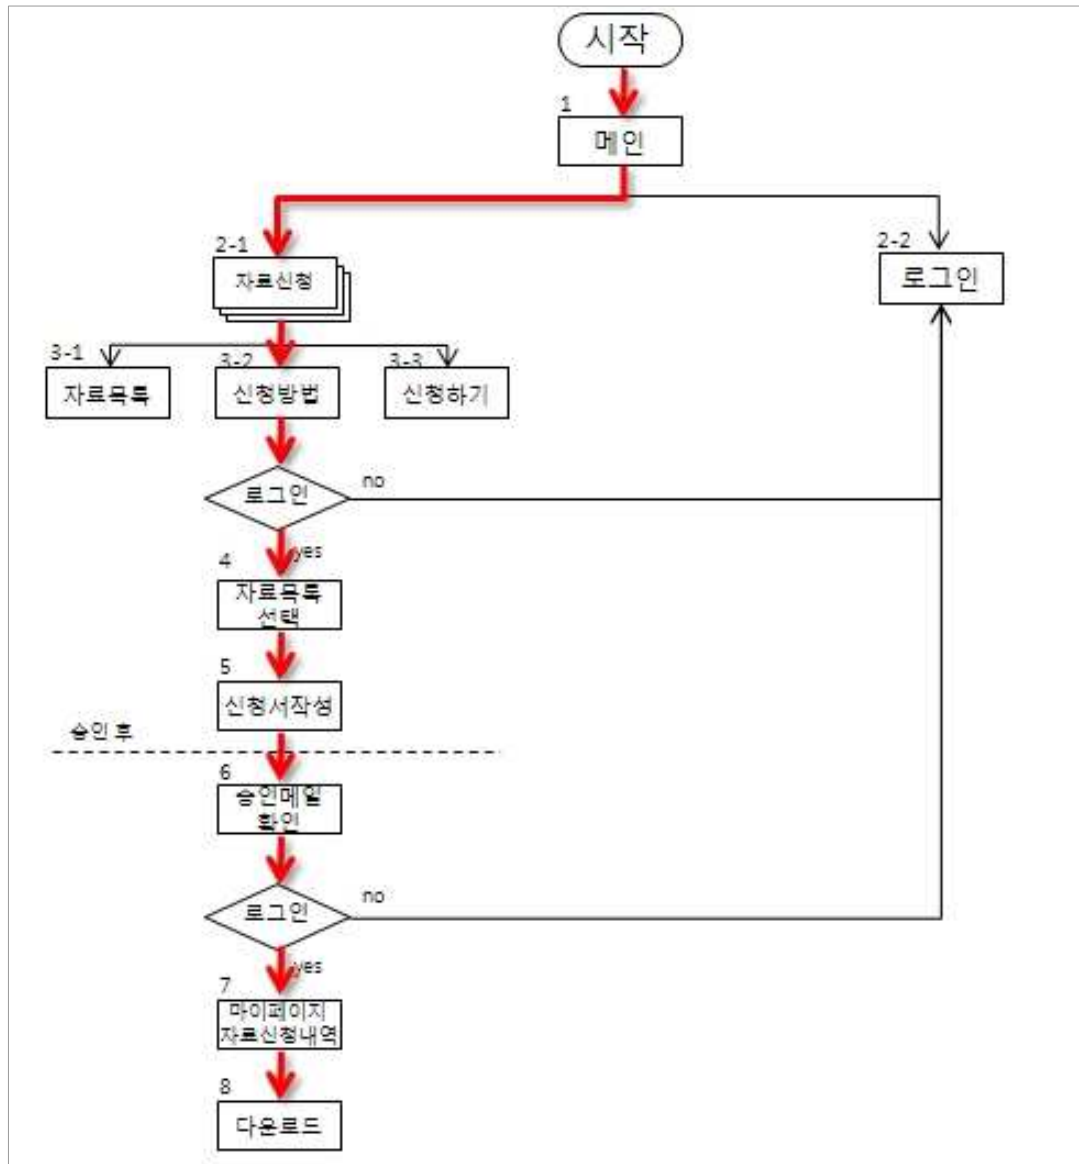 시작
1
메인
2-1
자료신청
2-2
로그인
3-1
자료목록
3-2
신청방법
3-3
신청하기
로그인
no
yes
4
자료목록
선택
5
신청서작성
승인 후
6
승인메일
확인
로그인
no
yes
7
마이페이지
자료신청내역
8
다운로드